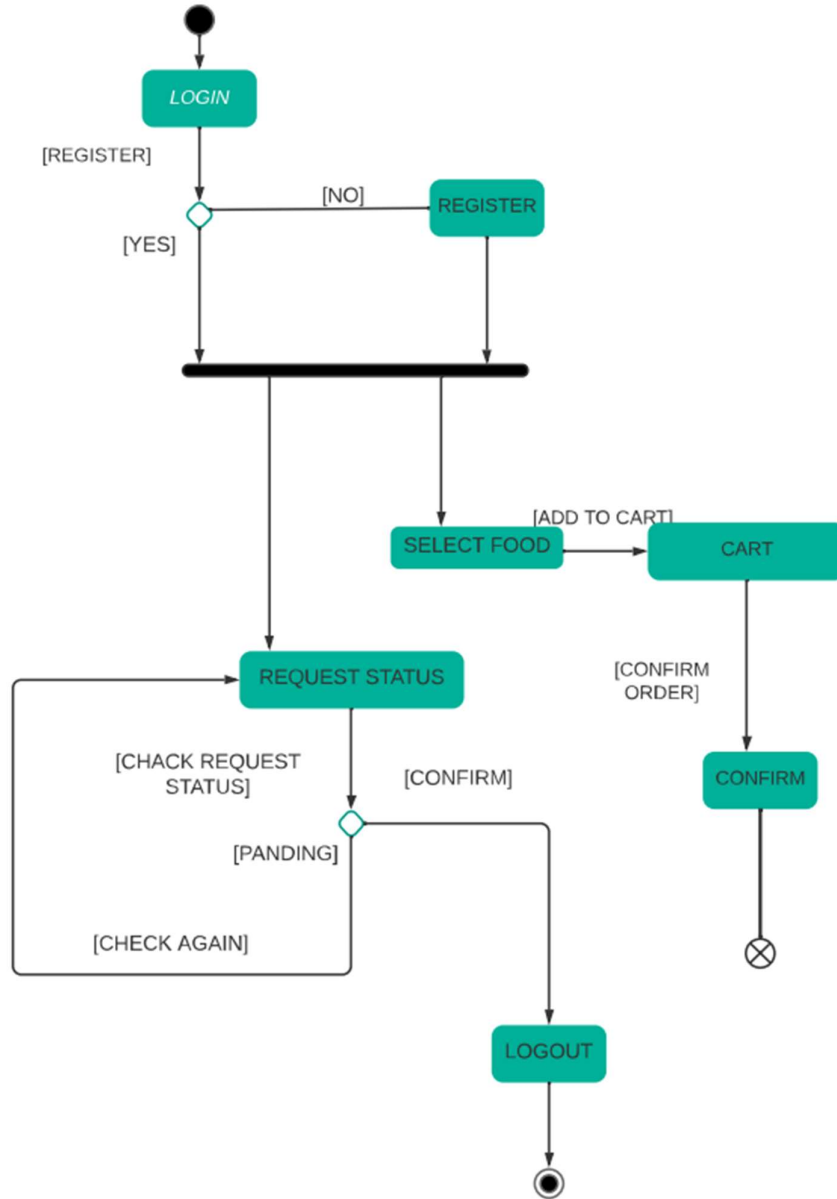 LOGIN
[REGISTER]
[NO]
REGISTER
[YES]
[ADD TO CART]
SELECT FOOD
CART
REQUEST STATUS
[CONFIRM
ORDER]
[CHACK REQUEST
STATUS]
[CONFIRM]
CONFIRM
[PANDING]
[CHECK AGAIN]
LOGOUT